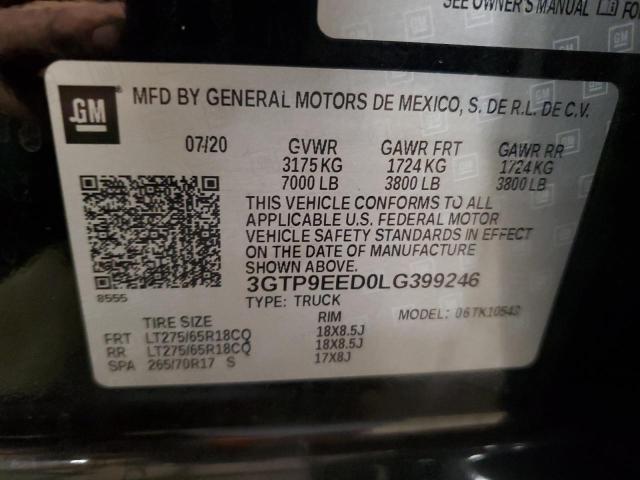 SEE OWNER'S MANUAL FO
GM
MFD BY GENERAL MOTORS DE MEXICO, S. DE R.L. DE C.V.
07/20 GVWR GAWR FRT GAWR RR
3175 KG 1724 KG 1724 KG
7000 LB 3800 LB 3800 LB
THIS VEHICLE CONFORMS TO ALL
APPLICABLE U.S. FEDERAL MOTOR
VEHICLE SAFETY STANDARDS IN EFFECT
ON THE DATE OF MANUFACTURE
SHOWN ABOVE.
8555
3GTP9EED0LG399246
TYPE: TRUCK MODEL: 06TK10543
TIRE SIZE RIM
FRT LT275/65R18CQ 18X8.5J
RR LT275/65R18CQ 18X8.5J
SPA 265/70R17 S 17X8J